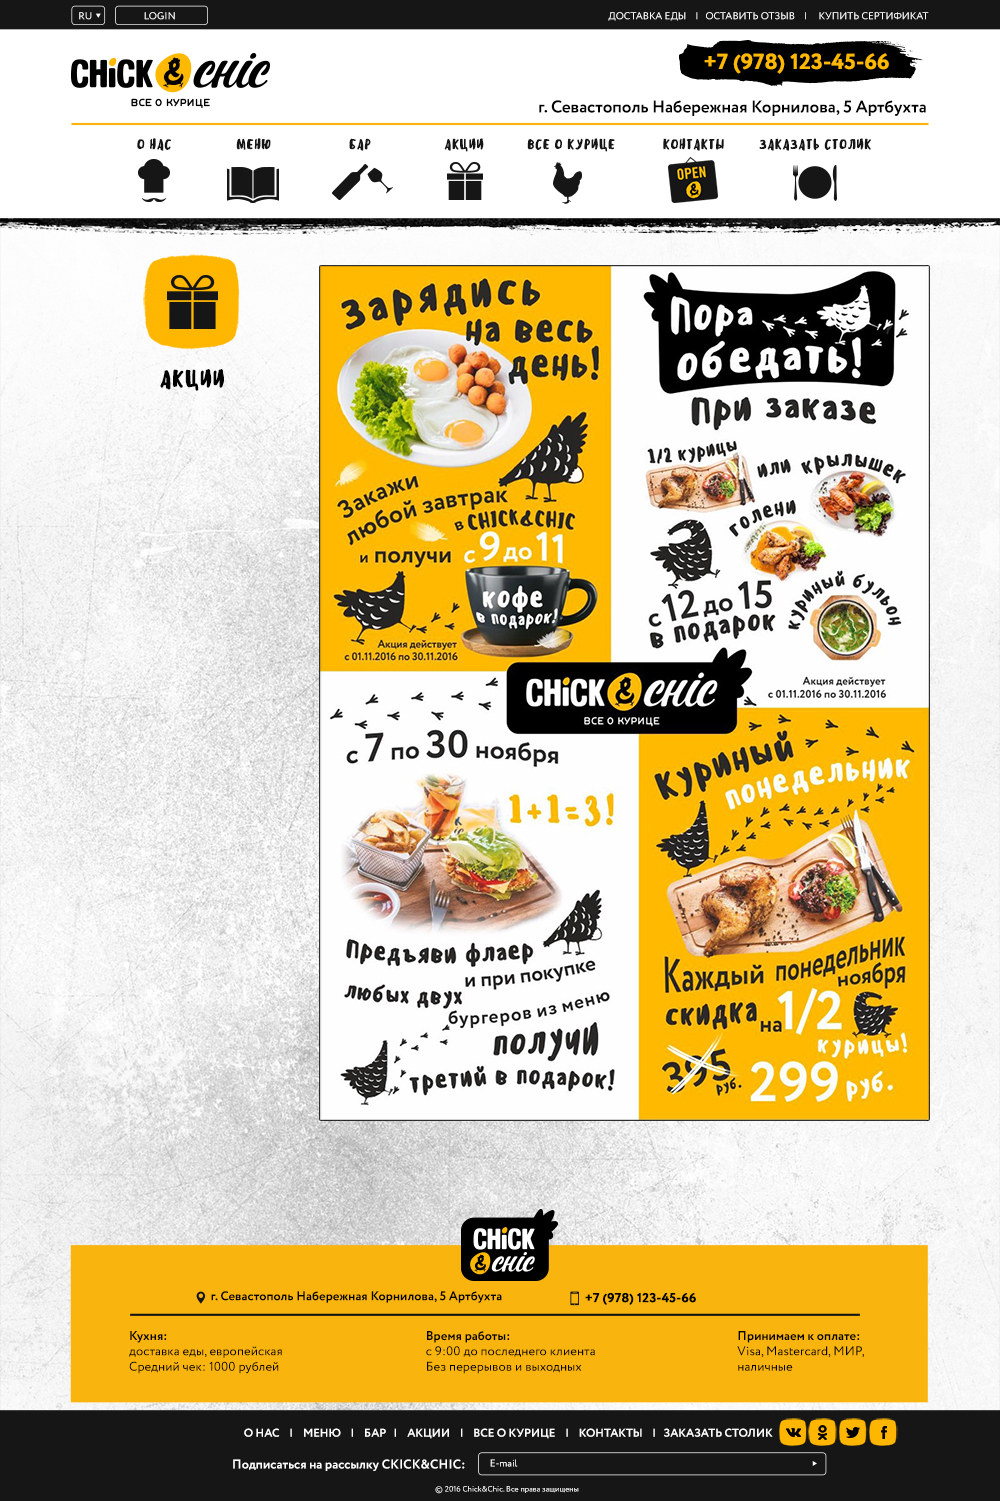 RU ▾
LOGIN
ДОСТАВКА ЕДЫ | ОСТАВИТЬ ОТЗЫВ | КУПИТЬ СЕРТИФИКАТ
CHiCK & CHiC
ВСЕ О КУРИЦЕ
+7 (978) 123-45-66
г. Севастополь Набережная Корнилова, 5 Артбухта
О НАС
МЕНЮ
БАР
АКЦИИ
ВСЕ О КУРИЦЕ
КОНТАКТЫ
ЗАКАЗАТЬ СТОЛИК
OPEN
&
АКЦИИ
Зарядись
на весь
день!
Закажи
любой завтрак
в CHICK&CHIC
и получи с 9 до 11
кофе
в подарок!
Акция действует
с 01.11.2016 по 30.11.2016
Пора
обедать!
При заказе
1/2 курицы
или крылышек
голени
с 12 до 15
в подарок
куриный бульон
Акция действует
с 01.11.2016 по 30.11.2016
CHiCK & CHiC
ВСЕ О КУРИЦЕ
с 7 по 30 ноября
1+1=3!
Предъяви флаер
и при покупке
любых двух
бургеров из меню
получи
третий в подарок!
куриный
понедельник
Каждый понедельник
ноября
скидка на 1/2
курицы!
395 руб.
299 руб.
CHiCK
& CHiC
г. Севастополь Набережная Корнилова, 5 Артбухта
+7 (978) 123-45-66
Кухня:
доставка еды, европейская
Средний чек: 1000 рублей
Время работы:
с 9:00 до последнего клиента
Без перерывов и выходных
Принимаем к оплате:
Visa, Mastercard, МИР,
наличные
О НАС | МЕНЮ | БАР | АКЦИИ | ВСЕ О КУРИЦЕ | КОНТАКТЫ | ЗАКАЗАТЬ СТОЛИК
Подписаться на рассылку CKICK&CHIC:
E-mail
© 2016 Chick&Chic. Все права защищены